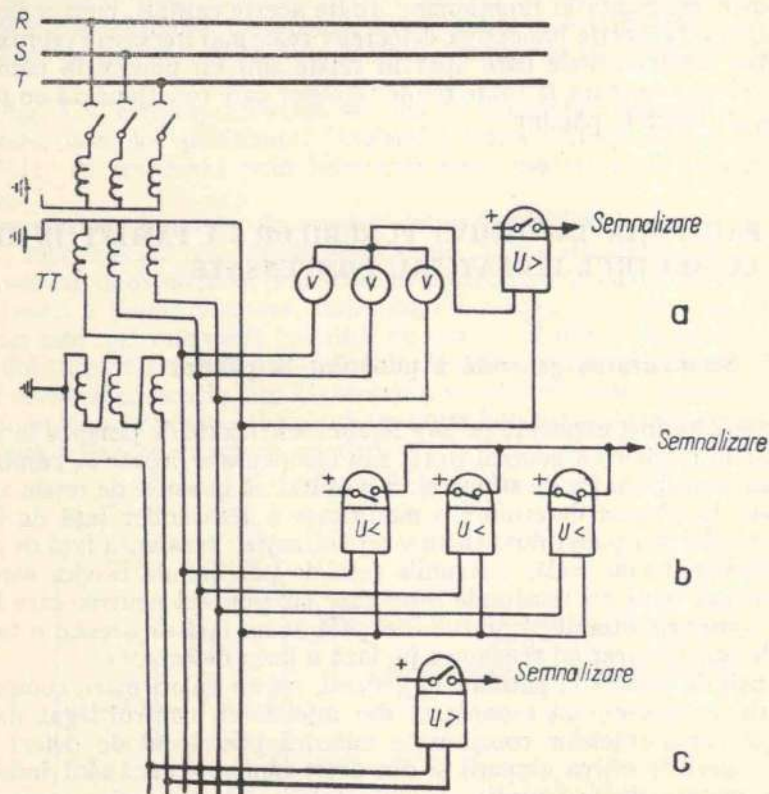 R
S
T
TT
V V V
+ U> Semnalizare
a
Semnalizare
+ U< + U< + U<
b
+ U> Semnalizare
c